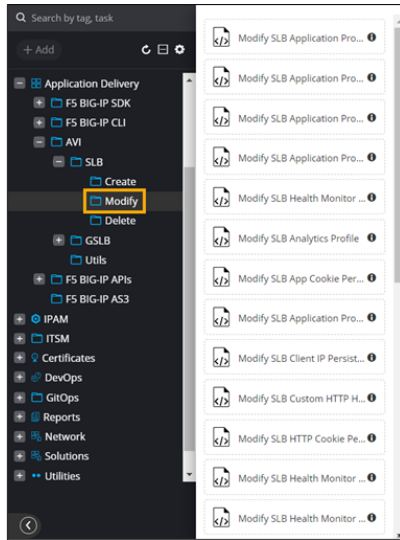 Search by tag, task
+ Add
Application Delivery
F5 BIG-IP SDK
F5 BIG-IP CLI
AVI
SLB
Create
Modify
Delete
GSLB
Utils
F5 BIG-IP APIs
F5 BIG-IP AS3
IPAM
ITSM
Certificates
DevOps
GitOps
Reports
Network
Solutions
Utilities
Modify SLB Application Pro...
Modify SLB Application Pro...
Modify SLB Application Pro...
Modify SLB Application Pro...
Modify SLB Health Monitor ...
Modify SLB Analytics Profile
Modify SLB App Cookie Per...
Modify SLB Application Pro...
Modify SLB Client IP Persist...
Modify SLB Custom HTTP H...
Modify SLB HTTP Cookie Pe...
Modify SLB Health Monitor ...
Modify SLB Health Monitor ...